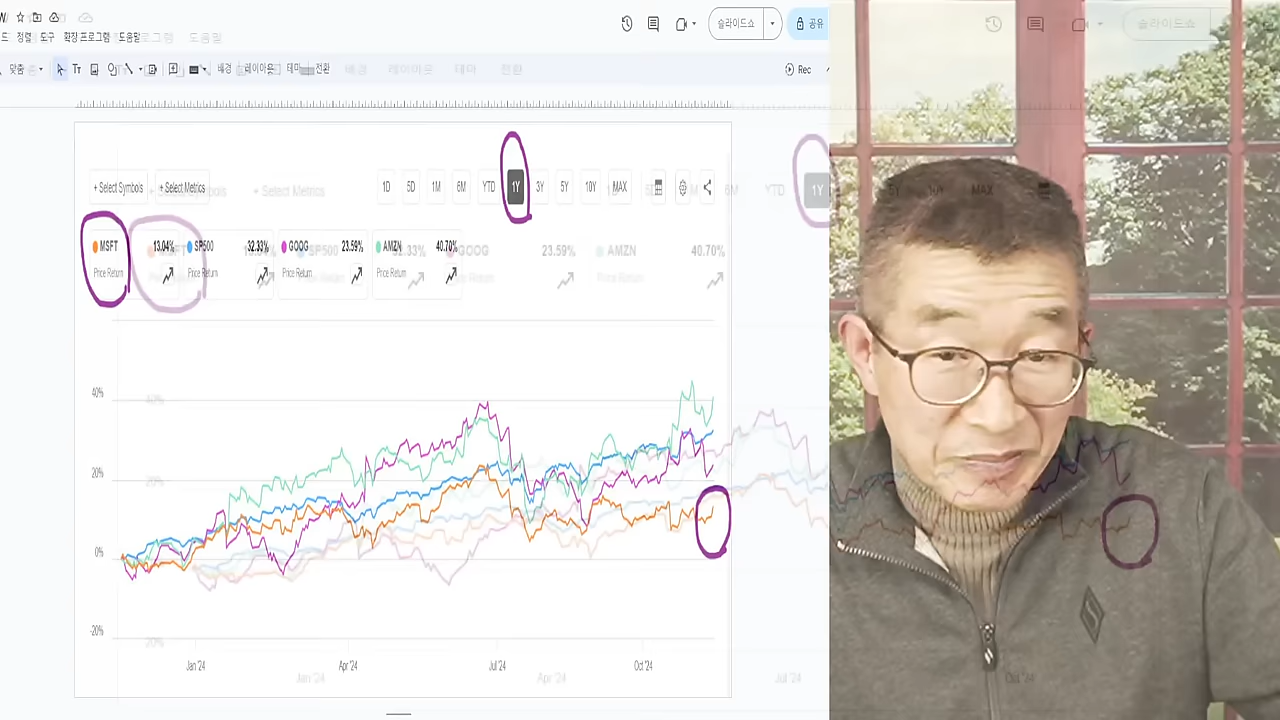 정렬 도구 확장 프로그램 도움말
슬라이드쇼
공유
맞춤
배경 레이아웃 테마 전환
Rec
+ Select Symbols
+ Select Metrics
1D 5D 1M 6M YTD 1Y 3Y 5Y 10Y MAX
MSFT 13.04%
Price Return
SP500 32.33%
Price Return
GOOG 23.59%
Price Return
AMZN 40.70%
Price Return
40%
20%
0%
-20%
Jan '24 Apr '24 Jul '24 Oct '24